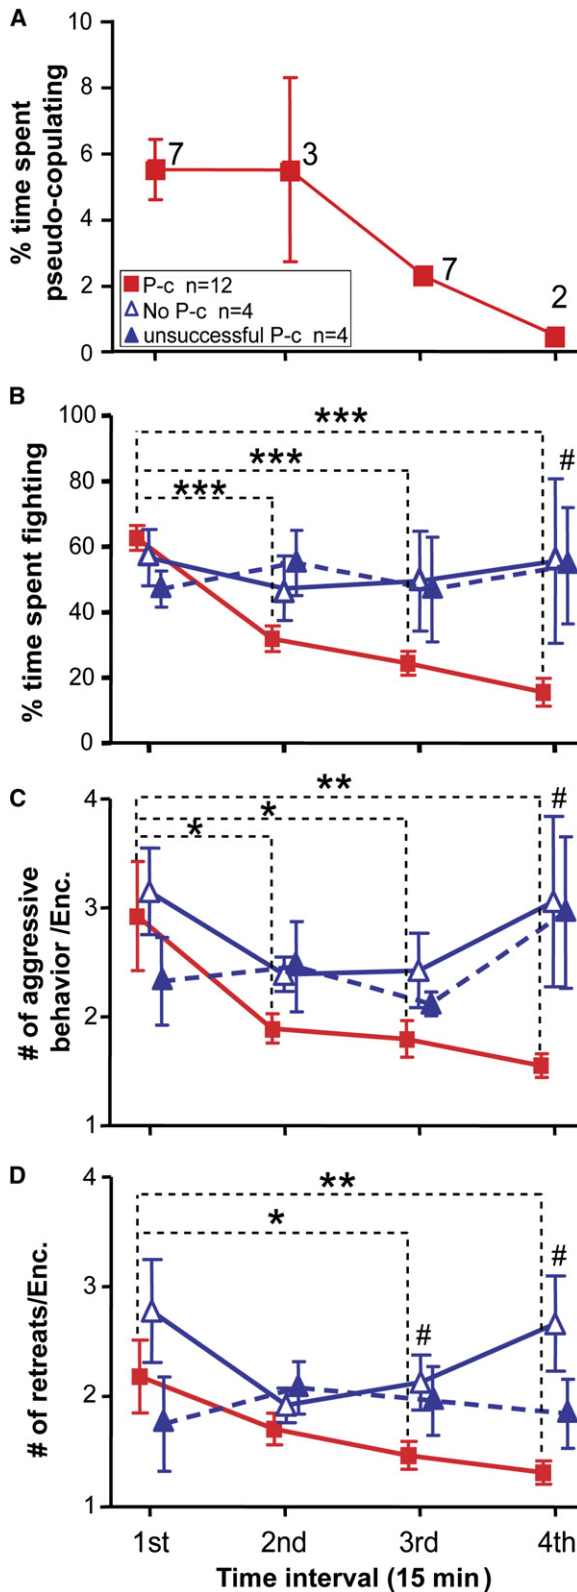 A
% time spent
pseudo-copulating
10
8
6
4
2
0
7
3
7
2
P-c n=12
No P-c n=4
unsuccessful P-c n=4
B
% time spent fighting
100
80
60
40
20
0
***
***
***
#
C
# of aggressive
behavior /Enc.
4
3
2
1
**
*
*
#
D
# of retreats/Enc.
4
3
2
1
**
*
#
#
1st 2nd 3rd 4th
Time interval (15 min)